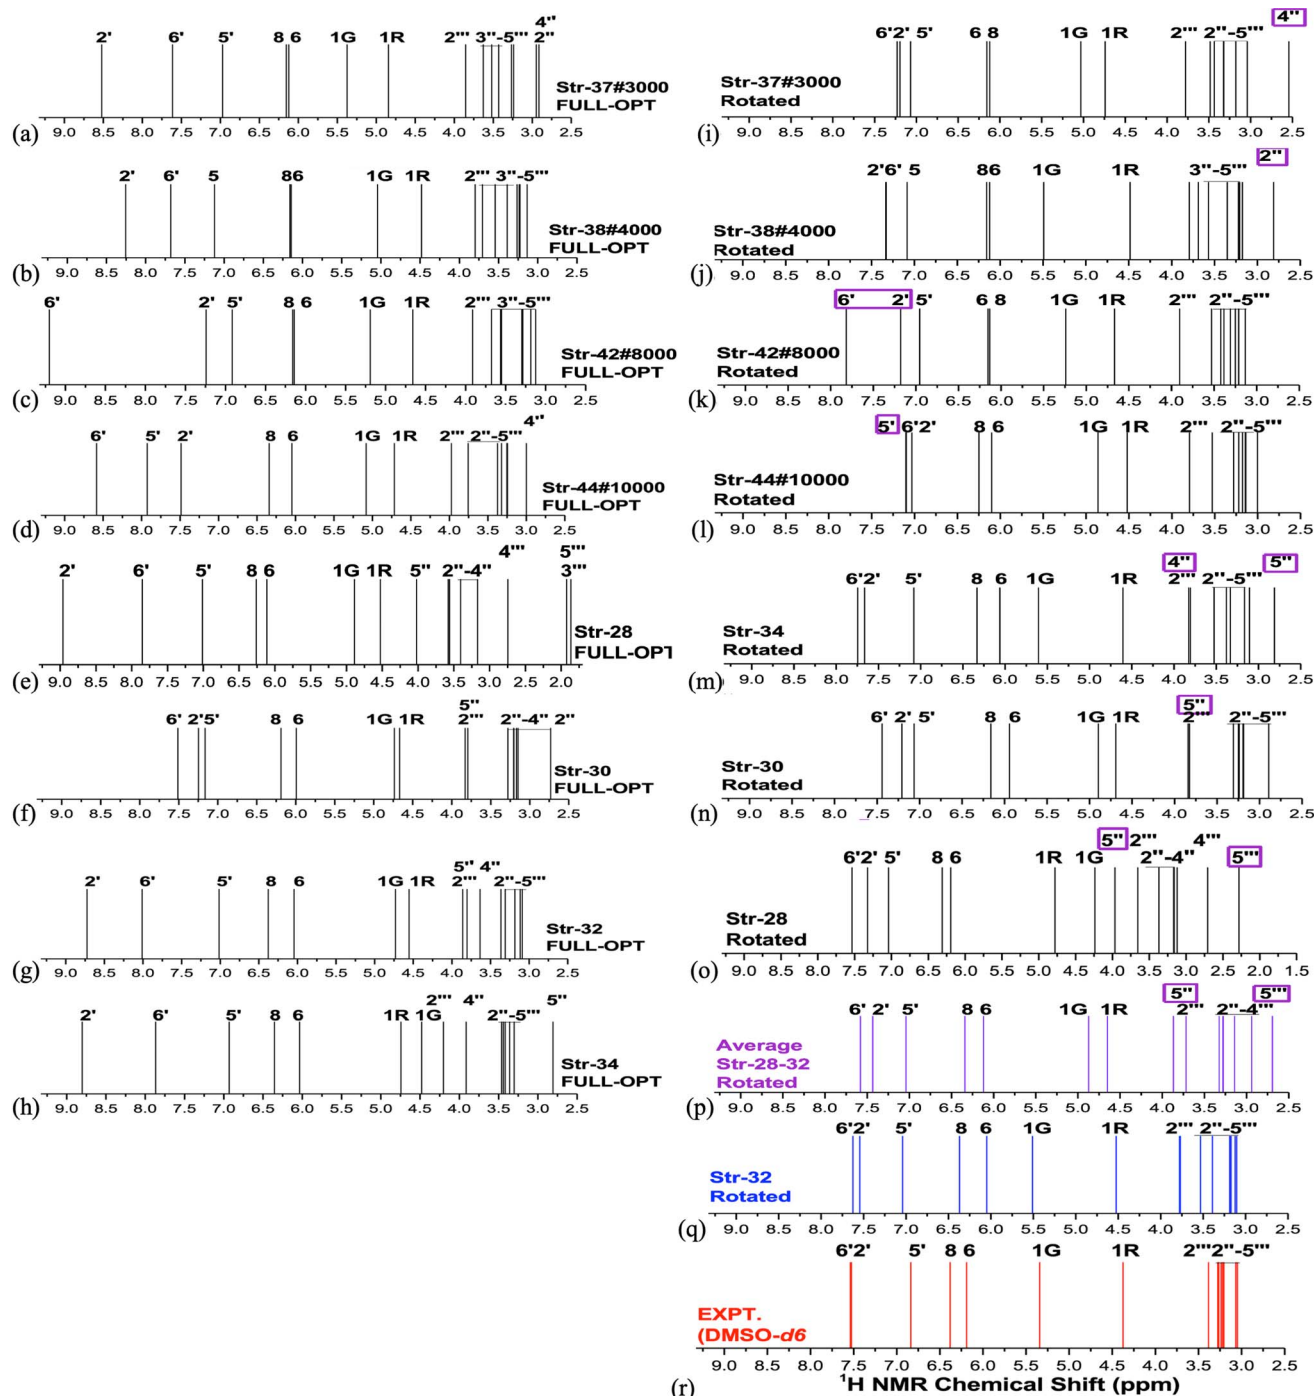 4'' 
2' 6' 5' 8 6 1G 1R 2''' 3''-5''' 2''
Str-37#3000
FULL-OPT
(a)
9.0 8.5 8.0 7.5 7.0 6.5 6.0 5.5 5.0 4.5 4.0 3.5 3.0 2.5
2' 6' 5 86 1G 1R 2''' 3''-5'''
Str-38#4000
FULL-OPT
(b)
9.0 8.5 8.0 7.5 7.0 6.5 6.0 5.5 5.0 4.5 4.0 3.5 3.0 2.5
6' 2' 5' 8 6 1G 1R 2''' 3''-5'''
Str-42#8000
FULL-OPT
(c)
9.0 8.5 8.0 7.5 7.0 6.5 6.0 5.5 5.0 4.5 4.0 3.5 3.0 2.5
4''
6' 5' 2' 8 6 1G 1R 2''' 2''-5'''
Str-44#10000
FULL-OPT
(d)
9.0 8.5 8.0 7.5 7.0 6.5 6.0 5.5 5.0 4.5 4.0 3.5 3.0 2.5
4''' 5'''
2' 6' 5' 8 6 1G 1R 5'' 2''-4'' 3'''
Str-28
FULL-OPT
(e)
9.0 8.5 8.0 7.5 7.0 6.5 6.0 5.5 5.0 4.5 4.0 3.5 3.0 2.5 2.0
5''
6' 2'5' 8 6 1G 1R 2''' 2''-4'' 2''
Str-30
FULL-OPT
(f)
9.0 8.5 8.0 7.5 7.0 6.5 6.0 5.5 5.0 4.5 4.0 3.5 3.0 2.5
5'' 4''
2' 6' 5' 8 6 1G 1R 2''' 2''-5'''
Str-32
FULL-OPT
(g)
9.0 8.5 8.0 7.5 7.0 6.5 6.0 5.5 5.0 4.5 4.0 3.5 3.0 2.5
2''' 4'' 5''
2' 6' 5' 8 6 1R 1G 2''-5'''
Str-34
FULL-OPT
(h)
9.0 8.5 8.0 7.5 7.0 6.5 6.0 5.5 5.0 4.5 4.0 3.5 3.0 2.5
4''
6'2' 5' 6 8 1G 1R 2''' 2''-5'''
Str-37#3000
Rotated
(i)
9.0 8.5 8.0 7.5 7.0 6.5 6.0 5.5 5.0 4.5 4.0 3.5 3.0 2.5
2''
2'6' 5 86 1G 1R 3''-5'''
Str-38#4000
Rotated
(j)
9.0 8.5 8.0 7.5 7.0 6.5 6.0 5.5 5.0 4.5 4.0 3.5 3.0 2.5
6' 2' 5' 6 8 1G 1R 2''' 2''-5'''
Str-42#8000
Rotated
(k)
9.0 8.5 8.0 7.5 7.0 6.5 6.0 5.5 5.0 4.5 4.0 3.5 3.0 2.5
5' 6'2' 8 6 1G 1R 2''' 2''-5'''
Str-44#10000
Rotated
(l)
9.0 8.5 8.0 7.5 7.0 6.5 6.0 5.5 5.0 4.5 4.0 3.5 3.0 2.5
4'' 5''
6'2' 5' 8 6 1G 1R 2''' 2''-5'''
Str-34
Rotated
(m)
9.0 8.5 8.0 7.5 7.0 6.5 6.0 5.5 5.0 4.5 4.0 3.5 3.0 2.5
5''
6' 2' 5' 8 6 1G 1R 2''' 2''-5'''
Str-30
Rotated
(n)
9.0 8.5 8.0 7.5 7.0 6.5 6.0 5.5 5.0 4.5 4.0 3.5 3.0 2.5
5'' 2''' 4'''
6'2' 5' 8 6 1R 1G 2''-4'' 5'''
Str-28
Rotated
(o)
9.0 8.5 8.0 7.5 7.0 6.5 6.0 5.5 5.0 4.5 4.0 3.5 3.0 2.5 2.0 1.5
5'' 5'''
6' 2' 5' 8 6 1G 1R 2''' 2''-4'''
Average
Str-28-32
Rotated
(p)
9.0 8.5 8.0 7.5 7.0 6.5 6.0 5.5 5.0 4.5 4.0 3.5 3.0 2.5
6'2' 5' 8 6 1G 1R 2''' 2''-5'''
Str-32
Rotated
(q)
9.0 8.5 8.0 7.5 7.0 6.5 6.0 5.5 5.0 4.5 4.0 3.5 3.0 2.5
6'2' 5' 8 6 1G 1R 2'''2''-5'''
EXPT.
(DMSO-d6
9.0 8.5 8.0 7.5 7.0 6.5 6.0 5.5 5.0 4.5 4.0 3.5 3.0 2.5
(r)
¹H NMR Chemical Shift (ppm)